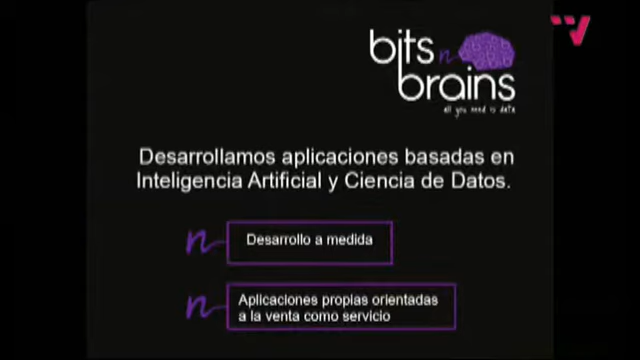 bits
n
brains
all you need is data
Desarrollamos aplicaciones basadas en
Inteligencia Artificial y Ciencia de Datos.
n
Desarrollo a medida
n
Aplicaciones propias orientadas
a la venta como servicio